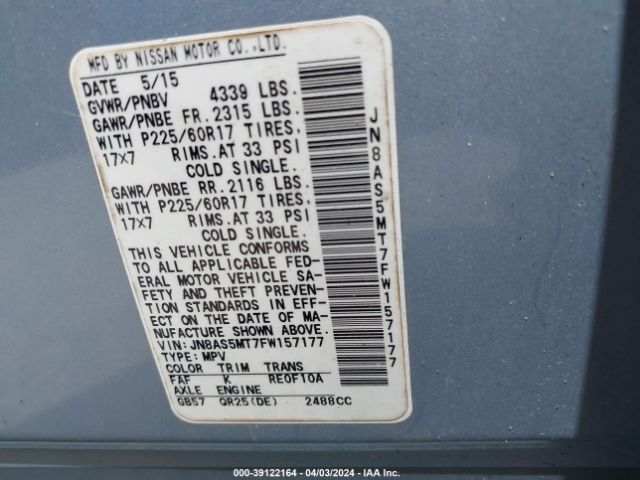 MFD BY NISSAN MOTOR CO.,LTD.
DATE 5/15
GVWR/PNBV 4339 LBS.
GAWR/PNBE FR. 2315 LBS.
WITH P225/60R17 TIRES,
17X7 RIMS.AT 33 PSI
COLD SINGLE.
GAWR/PNBE RR. 2116 LBS.
WITH P225/60R17 TIRES,
17X7 RIMS.AT 33 PSI
COLD SINGLE.
THIS VEHICLE CONFORMS
TO ALL APPLICABLE FED-
ERAL MOTOR VEHICLE SA-
FETY AND THEFT PREVEN-
TION STANDARDS IN EFF-
ECT ON THE DATE OF MA-
NUFACTURE SHOWN ABOVE.
VIN: JN8AS5MT7FW157177
TYPE: MPV
COLOR TRIM TRANS
FAF K RE0F10A
AXLE ENGINE
GB57 QR25(DE) 2488CC
JN8AS5MT7FW157177
000-39122164 - 04/03/2024 - IAA Inc.